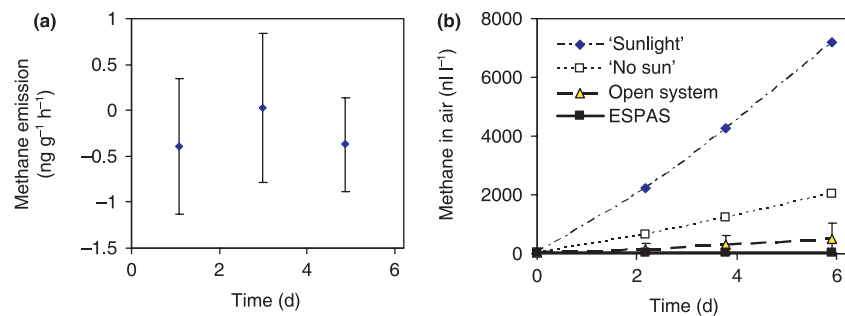 (a)
1
0.5
0
–0.5
–1
–1.5
0
2
4
6
Methane emission
(ng g⁻¹ h⁻¹)
Time (d)
(b)
8000
6000
4000
2000
0
0
2
4
6
Methane in air (nl l⁻¹)
Time (d)
‘Sunlight’
‘No sun’
Open system
ESPAS